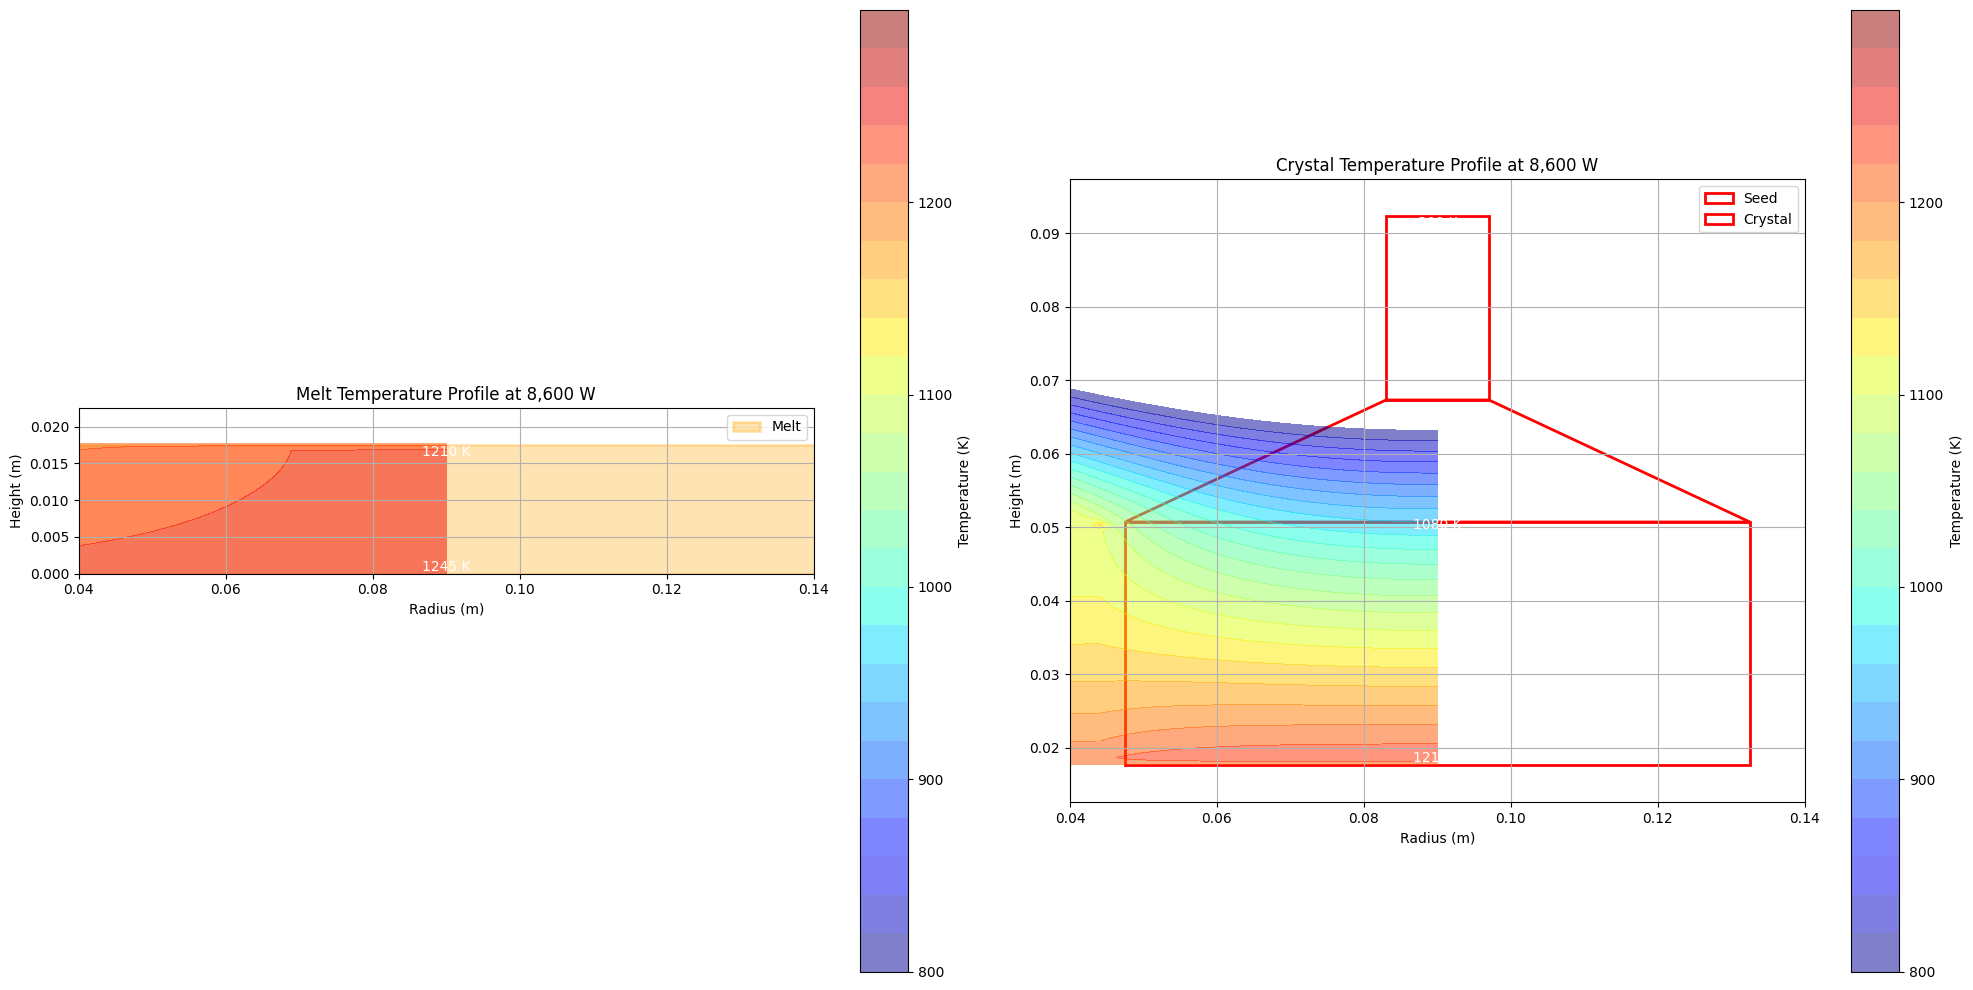 Melt Temperature Profile at 8,600 W
Height (m)
0.020
0.015
0.010
0.005
0.000
Melt
1210 K
1245 K
0.04 0.06 0.08 0.10 0.12 0.14
Radius (m)
1200
1100
1000
900
800
Temperature (K)
Crystal Temperature Profile at 8,600 W
Height (m)
0.09
0.08
0.07
0.06
0.05
0.04
0.03
0.02
Seed
Crystal
1080 K
121
0.04 0.06 0.08 0.10 0.12 0.14
Radius (m)
1200
1100
1000
900
800
Temperature (K)